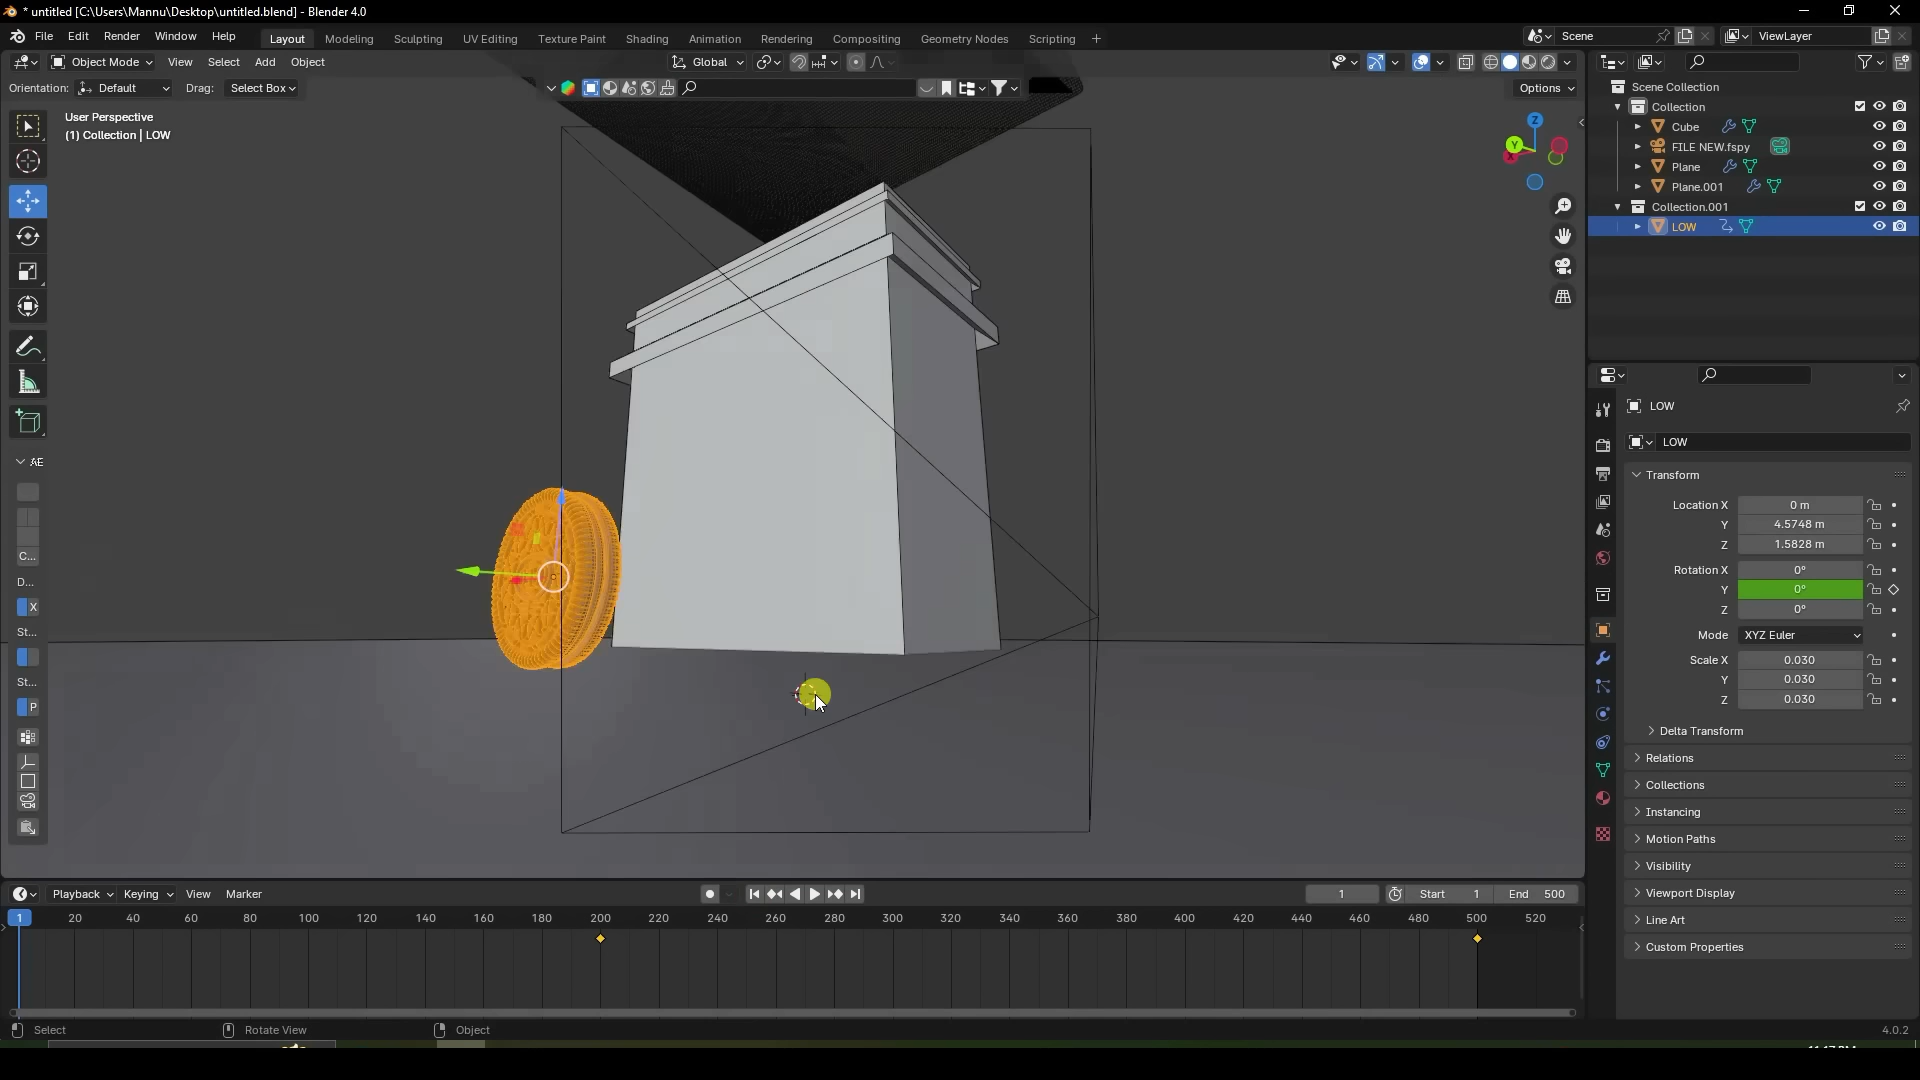 * untitled [C:\Users\Mannu\Desktop\untitled.blend] - Blender 4.0
File Edit Render Window Help
Layout Modeling Sculpting UV Editing Texture Paint Shading Animation Rendering Compositing Geometry Nodes Scripting +
Scene ViewLayer
Object Mode View Select Add Object
Global
Orientation: Default Drag: Select Box
Options
User Perspective
(1) Collection | LOW
Z
Y
X
AE
C...
D...
X
St...
St...
P
Scene Collection
Collection
Cube
FILE NEW.fspy
Plane
Plane.001
Collection.001
LOW
LOW
LOW
Transform
Location X 0 m
Y 4.5748 m
Z 1.5828 m
Rotation X 0°
Y 0°
Z 0°
Mode XYZ Euler
Scale X 0.030
Y 0.030
Z 0.030
Delta Transform
Relations
Collections
Instancing
Motion Paths
Visibility
Viewport Display
Line Art
Custom Properties
Playback Keying View Marker
1 Start 1 End 500
1 20 40 60 80 100 120 140 160 180 200 220 240 260 280 300 320 340 360 380 400 420 440 460 480 500 520
Select Rotate View Object
4.0.2